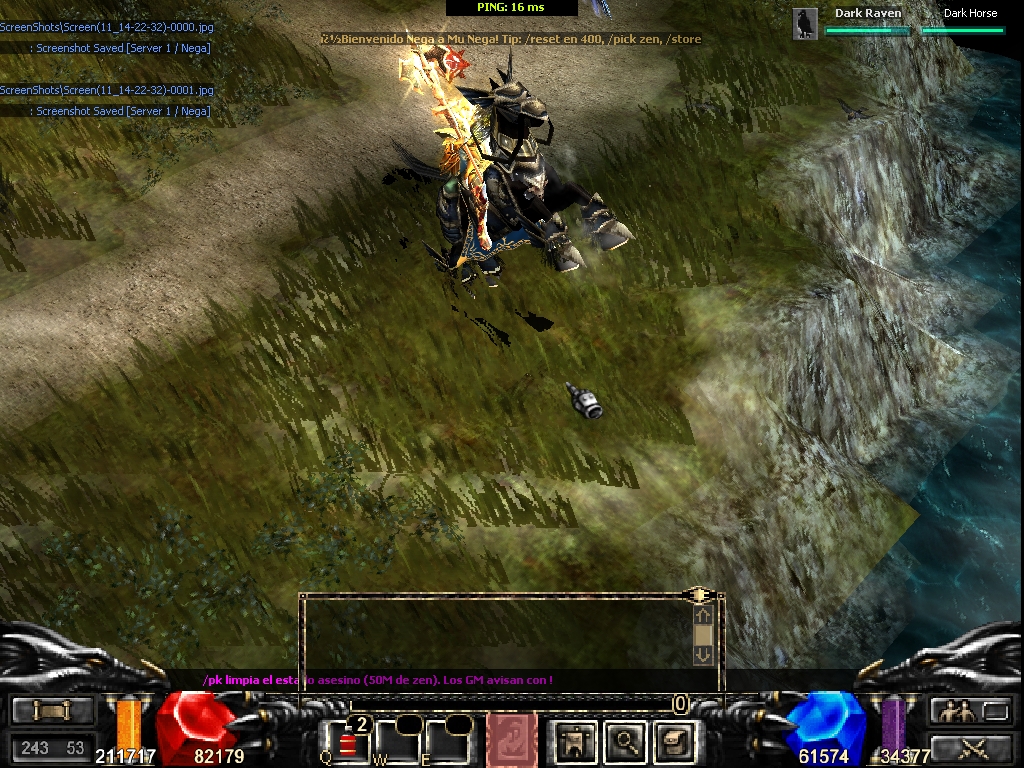 PING: 16 ms
ScreenShots\Screen(11_14-22-32)-0000.jpg
Dark Raven
Dark Horse
ï¿½Bienvenido Nega a Mu Nega! Tip: /reset en 400, /pick zen, /store
: Screenshot Saved [Server 1 / Nega]
ScreenShots\Screen(11_14-22-32)-0001.jpg
: Screenshot Saved [Server 1 / Nega]
/pk limpia el estado asesino (50M de zen). Los GM avisan con !
0
2
243 53
211717
82179
Q
W
E
61574
34377